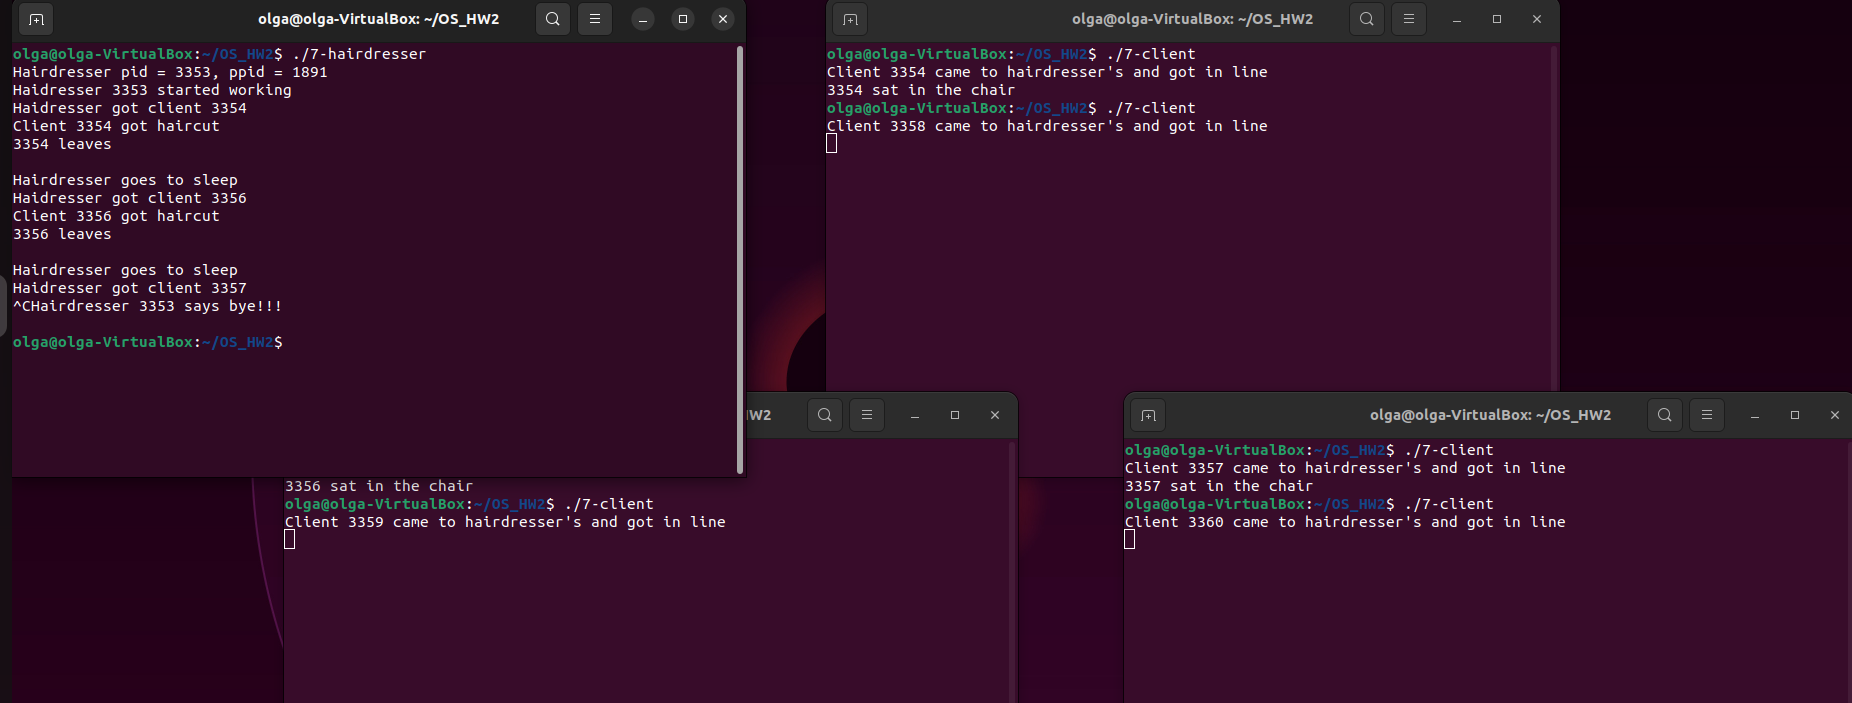 olga@olga-VirtualBox: ~/OS_HW2
olga@olga-VirtualBox:~/OS_HW2$ ./7-hairdresser
Hairdresser pid = 3353, ppid = 1891
Haidresser 3353 started working
Haidresser got client 3354
Client 3354 got haircut
3354 leaves
Hairdresser goes to sleep
Haidresser got client 3356
Client 3356 got haircut
3356 leaves
Hairdresser goes to sleep
Haidresser got client 3357
^CHairdresser 3353 says bye!!!
olga@olga-VirtualBox:~/OS_HW2$
olga@olga-VirtualBox: ~/OS_HW2
olga@olga-VirtualBox:~/OS_HW2$ ./7-client
Client 3354 came to hairdresser's and got in line
3354 sat in the chair
olga@olga-VirtualBox:~/OS_HW2$ ./7-client
Client 3358 came to hairdresser's and got in line
HW2
3356 sat in the chair
olga@olga-VirtualBox:~/OS_HW2$ ./7-client
Client 3359 came to hairdresser's and got in line
olga@olga-VirtualBox: ~/OS_HW2
olga@olga-VirtualBox:~/OS_HW2$ ./7-client
Client 3357 came to hairdresser's and got in line
3357 sat in the chair
olga@olga-VirtualBox:~/OS_HW2$ ./7-client
Client 3360 came to hairdresser's and got in line